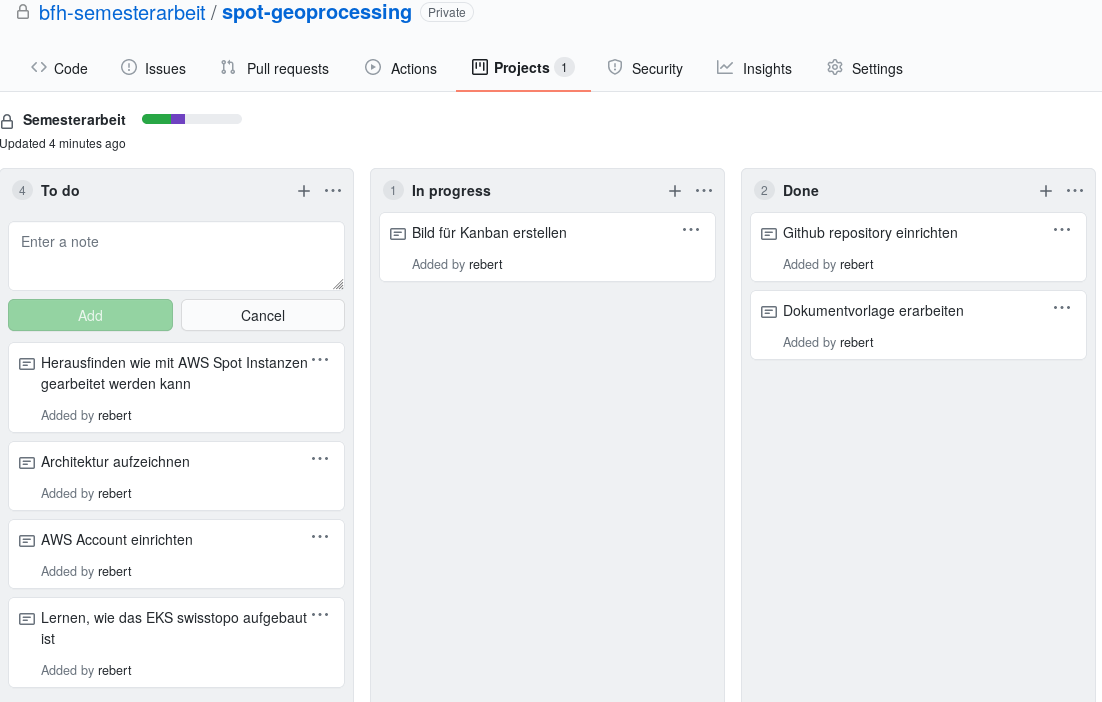 bfh-semesterarbeit / spot-geoprocessing Private
Code Issues Pull requests Actions Projects 1 Security Insights Settings
Semesterarbeit
Updated 4 minutes ago
4 To do
Enter a note
Add Cancel
Herausfinden wie mit AWS Spot Instanzen
gearbeitet werden kann
Added by rebert
Architektur aufzeichnen
Added by rebert
AWS Account einrichten
Added by rebert
Lernen, wie das EKS swisstopo aufgebaut
ist
Added by rebert
1 In progress
Bild für Kanban erstellen
Added by rebert
2 Done
Github repository einrichten
Added by rebert
Dokumentvorlage erarbeiten
Added by rebert